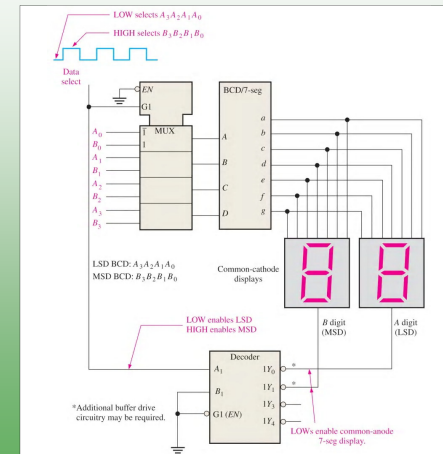 LOW selects A₃A₂A₁A₀
HIGH selects B₃B₂B₁B₀
Data
select
EN
G1
MUX
1̅
1
A₀
B₀
A₁
B₁
A₂
B₂
A₃
B₃
A
B
C
D
BCD/7-seg
a
b
c
d
e
f
g
LSD BCD: A₃A₂A₁A₀
MSD BCD: B₃B₂B₁B₀
Common-cathode
displays
B digit
(MSD)
A digit
(LSD)
LOW enables LSD
HIGH enables MSD
Decoder
A₁
1Y₀
*
1Y₁
*
1Y₃
1Y₄
G1 (EN)
*Additional buffer drive
circuitry may be required.
LOWs enable common-anode
7-seg display.